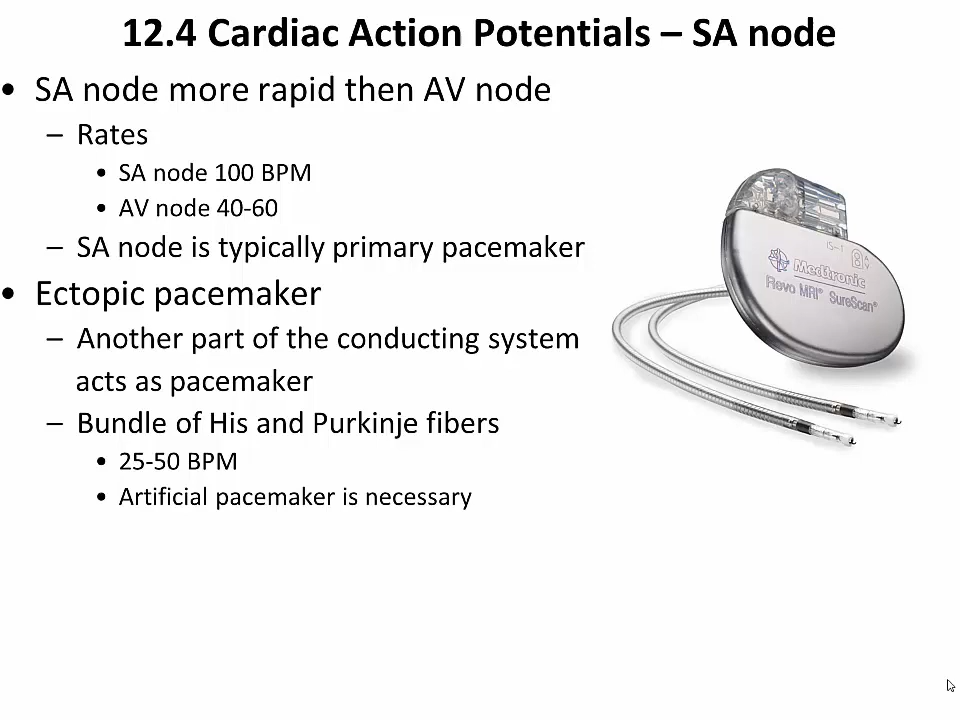 12.4 Cardiac Action Potentials – SA node
• SA node more rapid then AV node
– Rates
• SA node 100 BPM
• AV node 40-60
– SA node is typically primary pacemaker
• Ectopic pacemaker
– Another part of the conducting system
acts as pacemaker
– Bundle of His and Purkinje fibers
• 25-50 BPM
• Artificial pacemaker is necessary
IS-1
Medtronic
Revo MRI® SureScan®